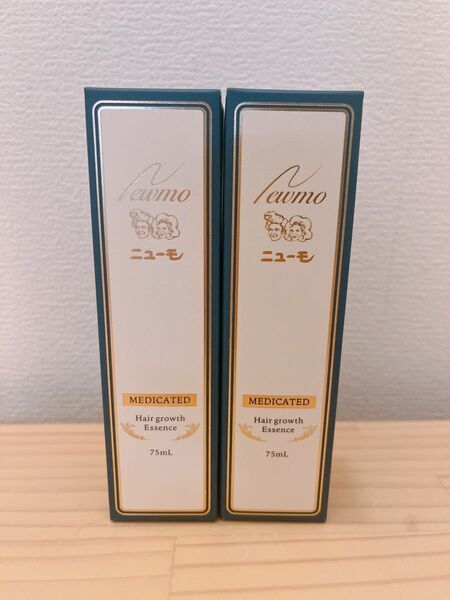 Newmo
ニューモ
MEDICATED
Hair growth
Essence
75mL
Newmo
ニューモ
MEDICATED
Hair growth
Essence
75mL